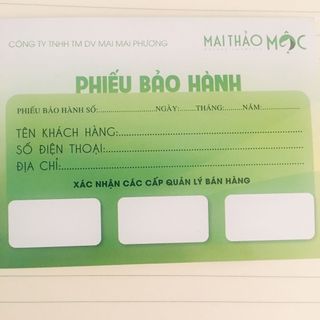 CÔNG TY TNHH TM DV MAI MAI PHƯƠNG
MAI THẢO MỘC
PHIẾU BẢO HÀNH
PHIẾU BẢO HÀNH SỐ:....................NGÀY:........THÁNG:........NĂM:................
TÊN KHÁCH HÀNG:................................................
SỐ ĐIỆN THOẠI:................................................
ĐỊA CHỈ:................................................
XÁC NHẬN CÁC CẤP QUẢN LÝ BÁN HÀNG